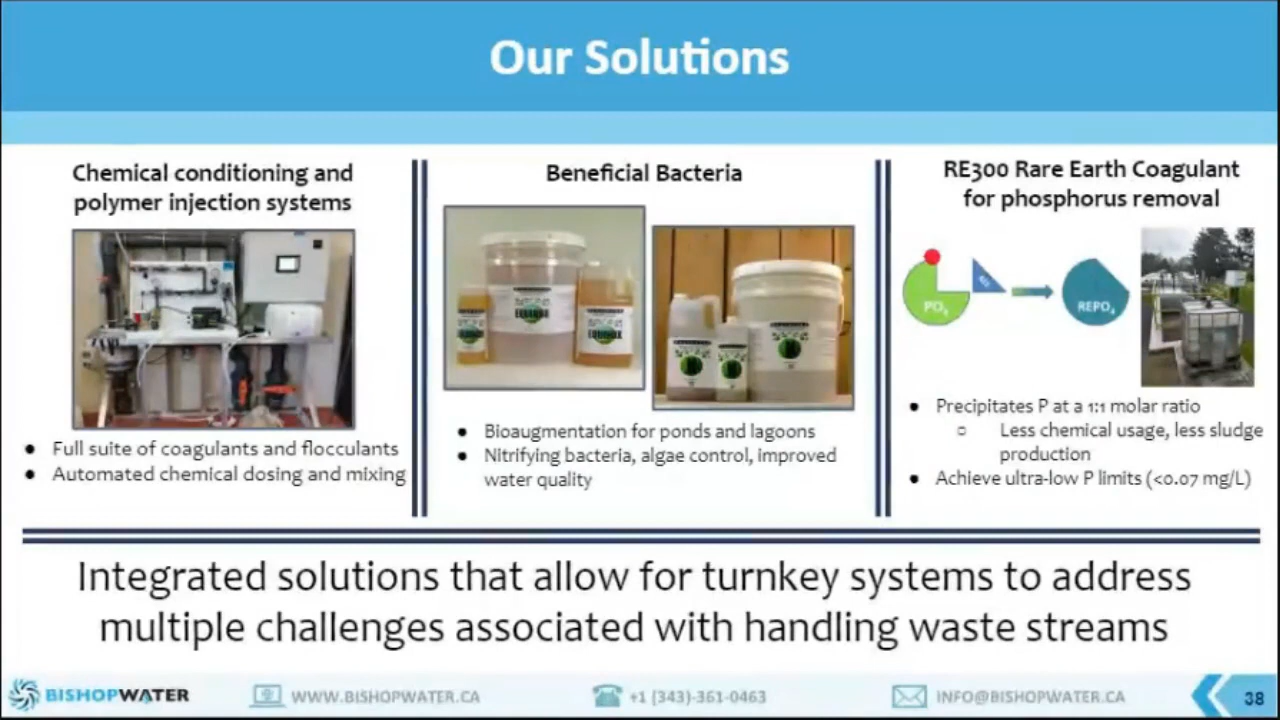 Our Solutions
Chemical conditioning and
polymer injection systems
● Full suite of coagulants and flocculants
● Automated chemical dosing and mixing
Beneficial Bacteria
EQUINOX
● Bioaugmentation for ponds and lagoons
● Nitrifying bacteria, algae control, improved
water quality
RE300 Rare Earth Coagulant
for phosphorus removal
PO₄
REPO₄
● Precipitates P at a 1:1 molar ratio
○ Less chemical usage, less sludge
production
● Achieve ultra-low P limits (<0.07 mg/L)
Integrated solutions that allow for turnkey systems to address
multiple challenges associated with handling waste streams
BISHOPWATER
WWW.BISHOPWATER.CA
+1 (343)-361-0463
INFO@BISHOPWATER.CA
38